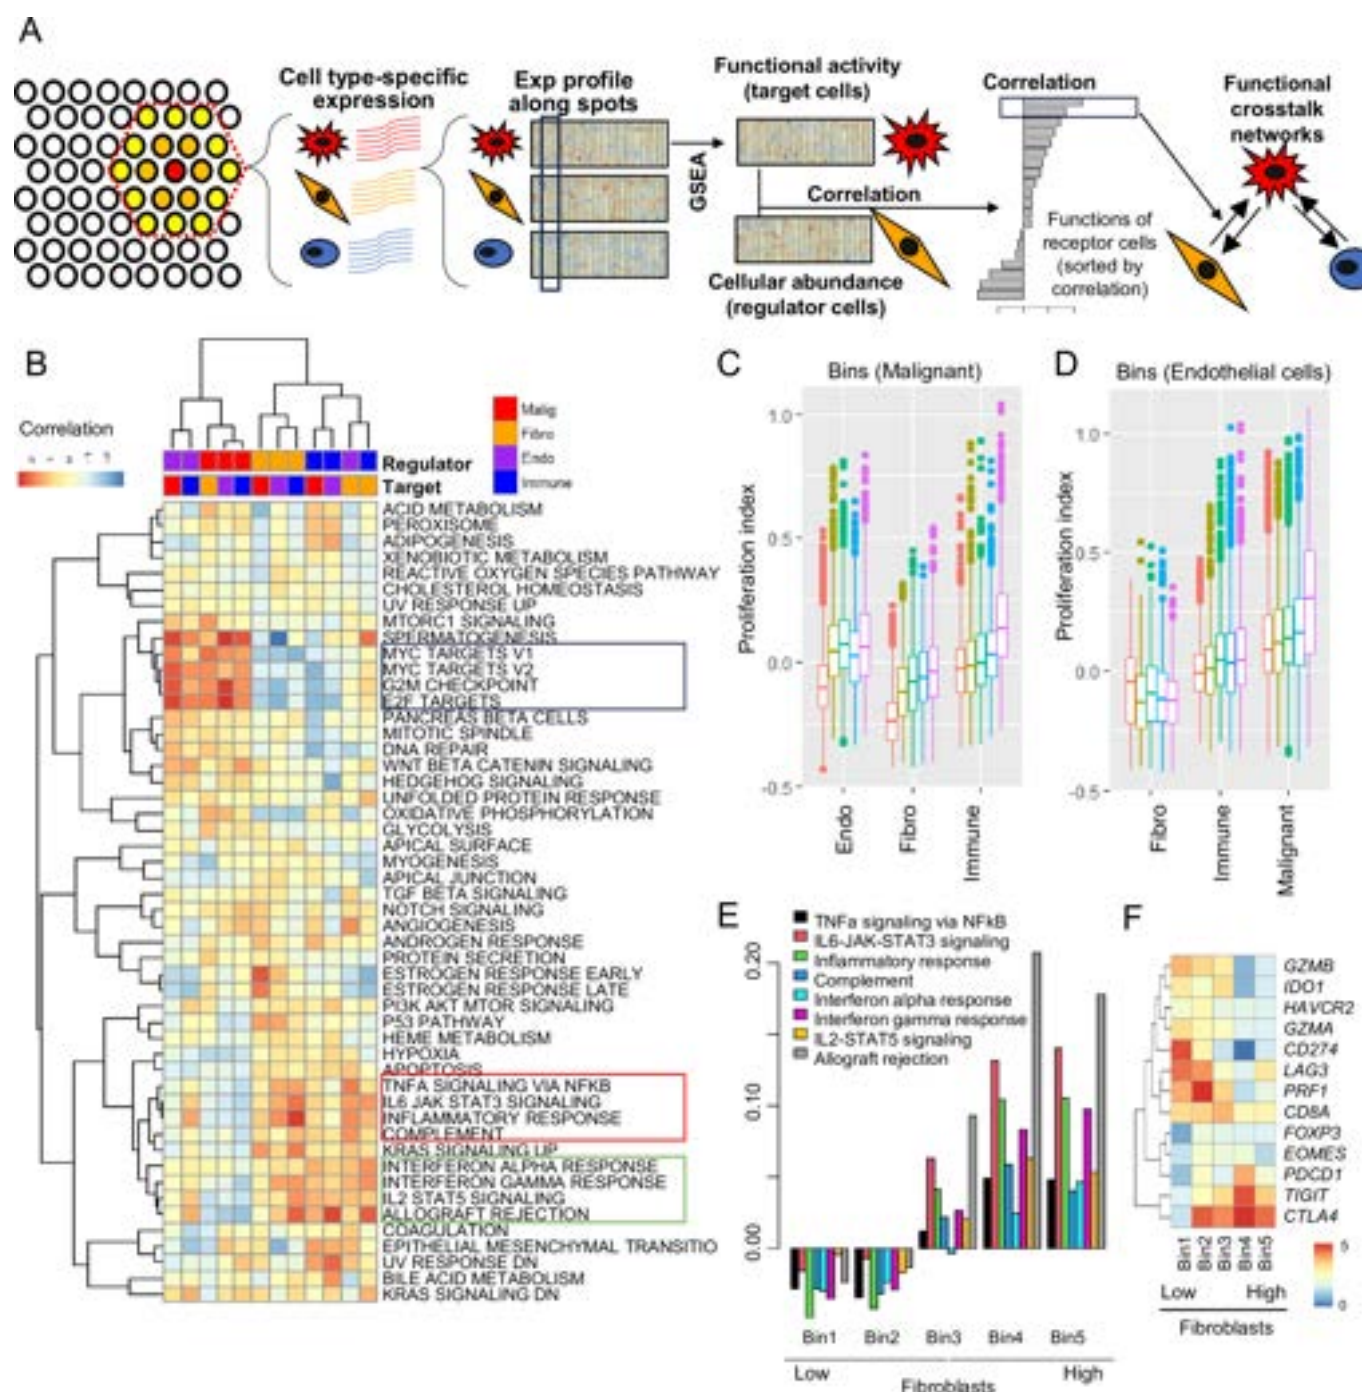 A
Cell type-specific
expression
Exp profile
along spots
GSEA
Functional activity
(target cells)
Correlation
Cellular abundance
(regulator cells)
Correlation
Functions of
receptor cells
(sorted by
correlation)
Functional
crosstalk
networks
B
Correlation
Malig
Fibro
Endo
Immune
Regulator
Target
ACID METABOLISM
PEROXISOME
ADIPOGENESIS
XENOBIOTIC METABOLISM
REACTIVE OXYGEN SPECIES PATHWAY
CHOLESTEROL HOMEOSTASIS
UV RESPONSE UP
MTORC1 SIGNALING
SPERMATOGENESIS
MYC TARGETS V1
MYC TARGETS V2
G2M CHECKPOINT
E2F TARGETS
PANCREAS BETA CELLS
MITOTIC SPINDLE
DNA REPAIR
WNT BETA CATENIN SIGNALING
HEDGEHOG SIGNALING
UNFOLDED PROTEIN RESPONSE
OXIDATIVE PHOSPHORYLATION
GLYCOLYSIS
APICAL SURFACE
MYOGENESIS
APICAL JUNCTION
TGF BETA SIGNALING
NOTCH SIGNALING
ANGIOGENESIS
ANDROGEN RESPONSE
PROTEIN SECRETION
ESTROGEN RESPONSE EARLY
ESTROGEN RESPONSE LATE
PI3K AKT MTOR SIGNALING
P53 PATHWAY
HEME METABOLISM
HYPOXIA
APOPTOSIS
TNFA SIGNALING VIA NFKB
IL6 JAK STAT3 SIGNALING
INFLAMMATORY RESPONSE
COMPLEMENT
KRAS SIGNALING UP
INTERFERON ALPHA RESPONSE
INTERFERON GAMMA RESPONSE
IL2 STAT5 SIGNALING
ALLOGRAFT REJECTION
COAGULATION
EPITHELIAL MESENCHYMAL TRANSITIO
UV RESPONSE DN
BILE ACID METABOLISM
KRAS SIGNALING DN
C
Bins (Malignant)
Proliferation index
1.0
0.5
0.0
-0.5
Endo
Fibro
Immune
D
Bins (Endothelial cells)
Proliferation index
1.0
0.5
0.0
-0.5
Fibro
Immune
Malignant
E
TNFa signaling via NFkB
IL6-JAK-STAT3 signaling
Inflammatory response
Complement
Interferon alpha response
Interferon gamma response
IL2-STAT5 signaling
Allograft rejection
0.20
0.10
0.00
Bin1
Bin2
Bin3
Bin4
Bin5
Low
High
Fibroblasts
F
GZMB
IDO1
HAVCR2
GZMA
CD274
LAG3
PRF1
CD8A
FOXP3
EOMES
PDCD1
TIGIT
CTLA4
Bin1
Bin2
Bin3
Bin4
Bin5
Low
High
Fibroblasts
5
0